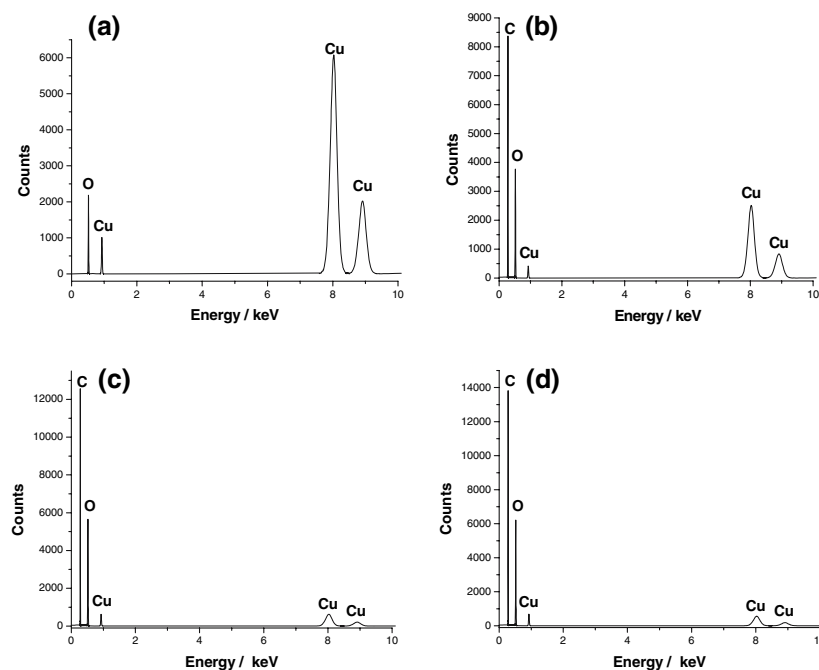 (a)
Cu
6000
5000
4000
3000
2000
1000
0
O
Cu
Cu
0 2 4 6 8 10
Counts
Energy / keV
(b)
9000
8000
7000
6000
5000
4000
3000
2000
1000
0
C
O
Cu
Cu
Cu
0 2 4 6 8 10
Counts
Energy / keV
(c)
12000
10000
8000
6000
4000
2000
0
C
O
Cu
Cu
Cu
0 2 4 6 8 10
Counts
Energy / keV
(d)
14000
12000
10000
8000
6000
4000
2000
0
C
O
Cu
Cu
Cu
0 2 4 6 8 10
Counts
Energy / keV